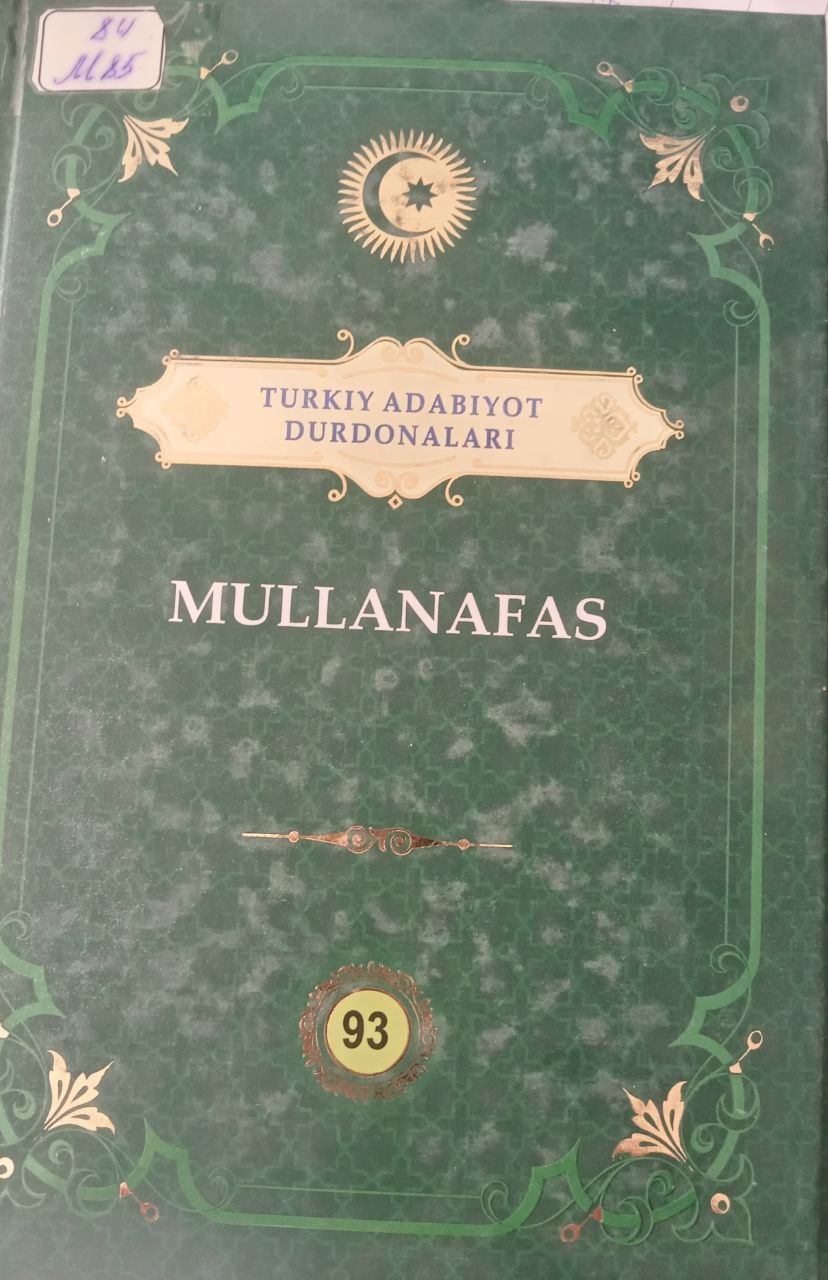 84
M85
TURKIY ADABIYOT
DURDONALARI
MULLANAFAS
93